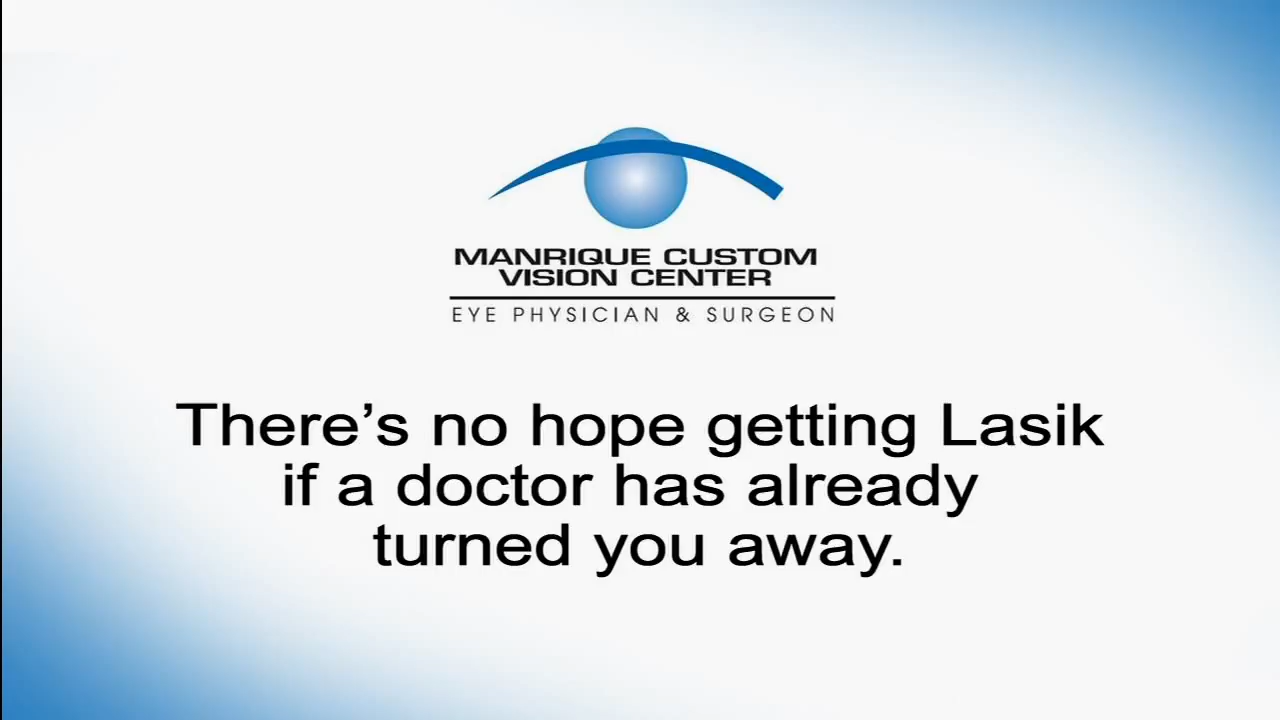 MANRIQUE CUSTOM
VISION CENTER
EYE PHYSICIAN & SURGEON
There’s no hope getting Lasik
if a doctor has already
turned you away.